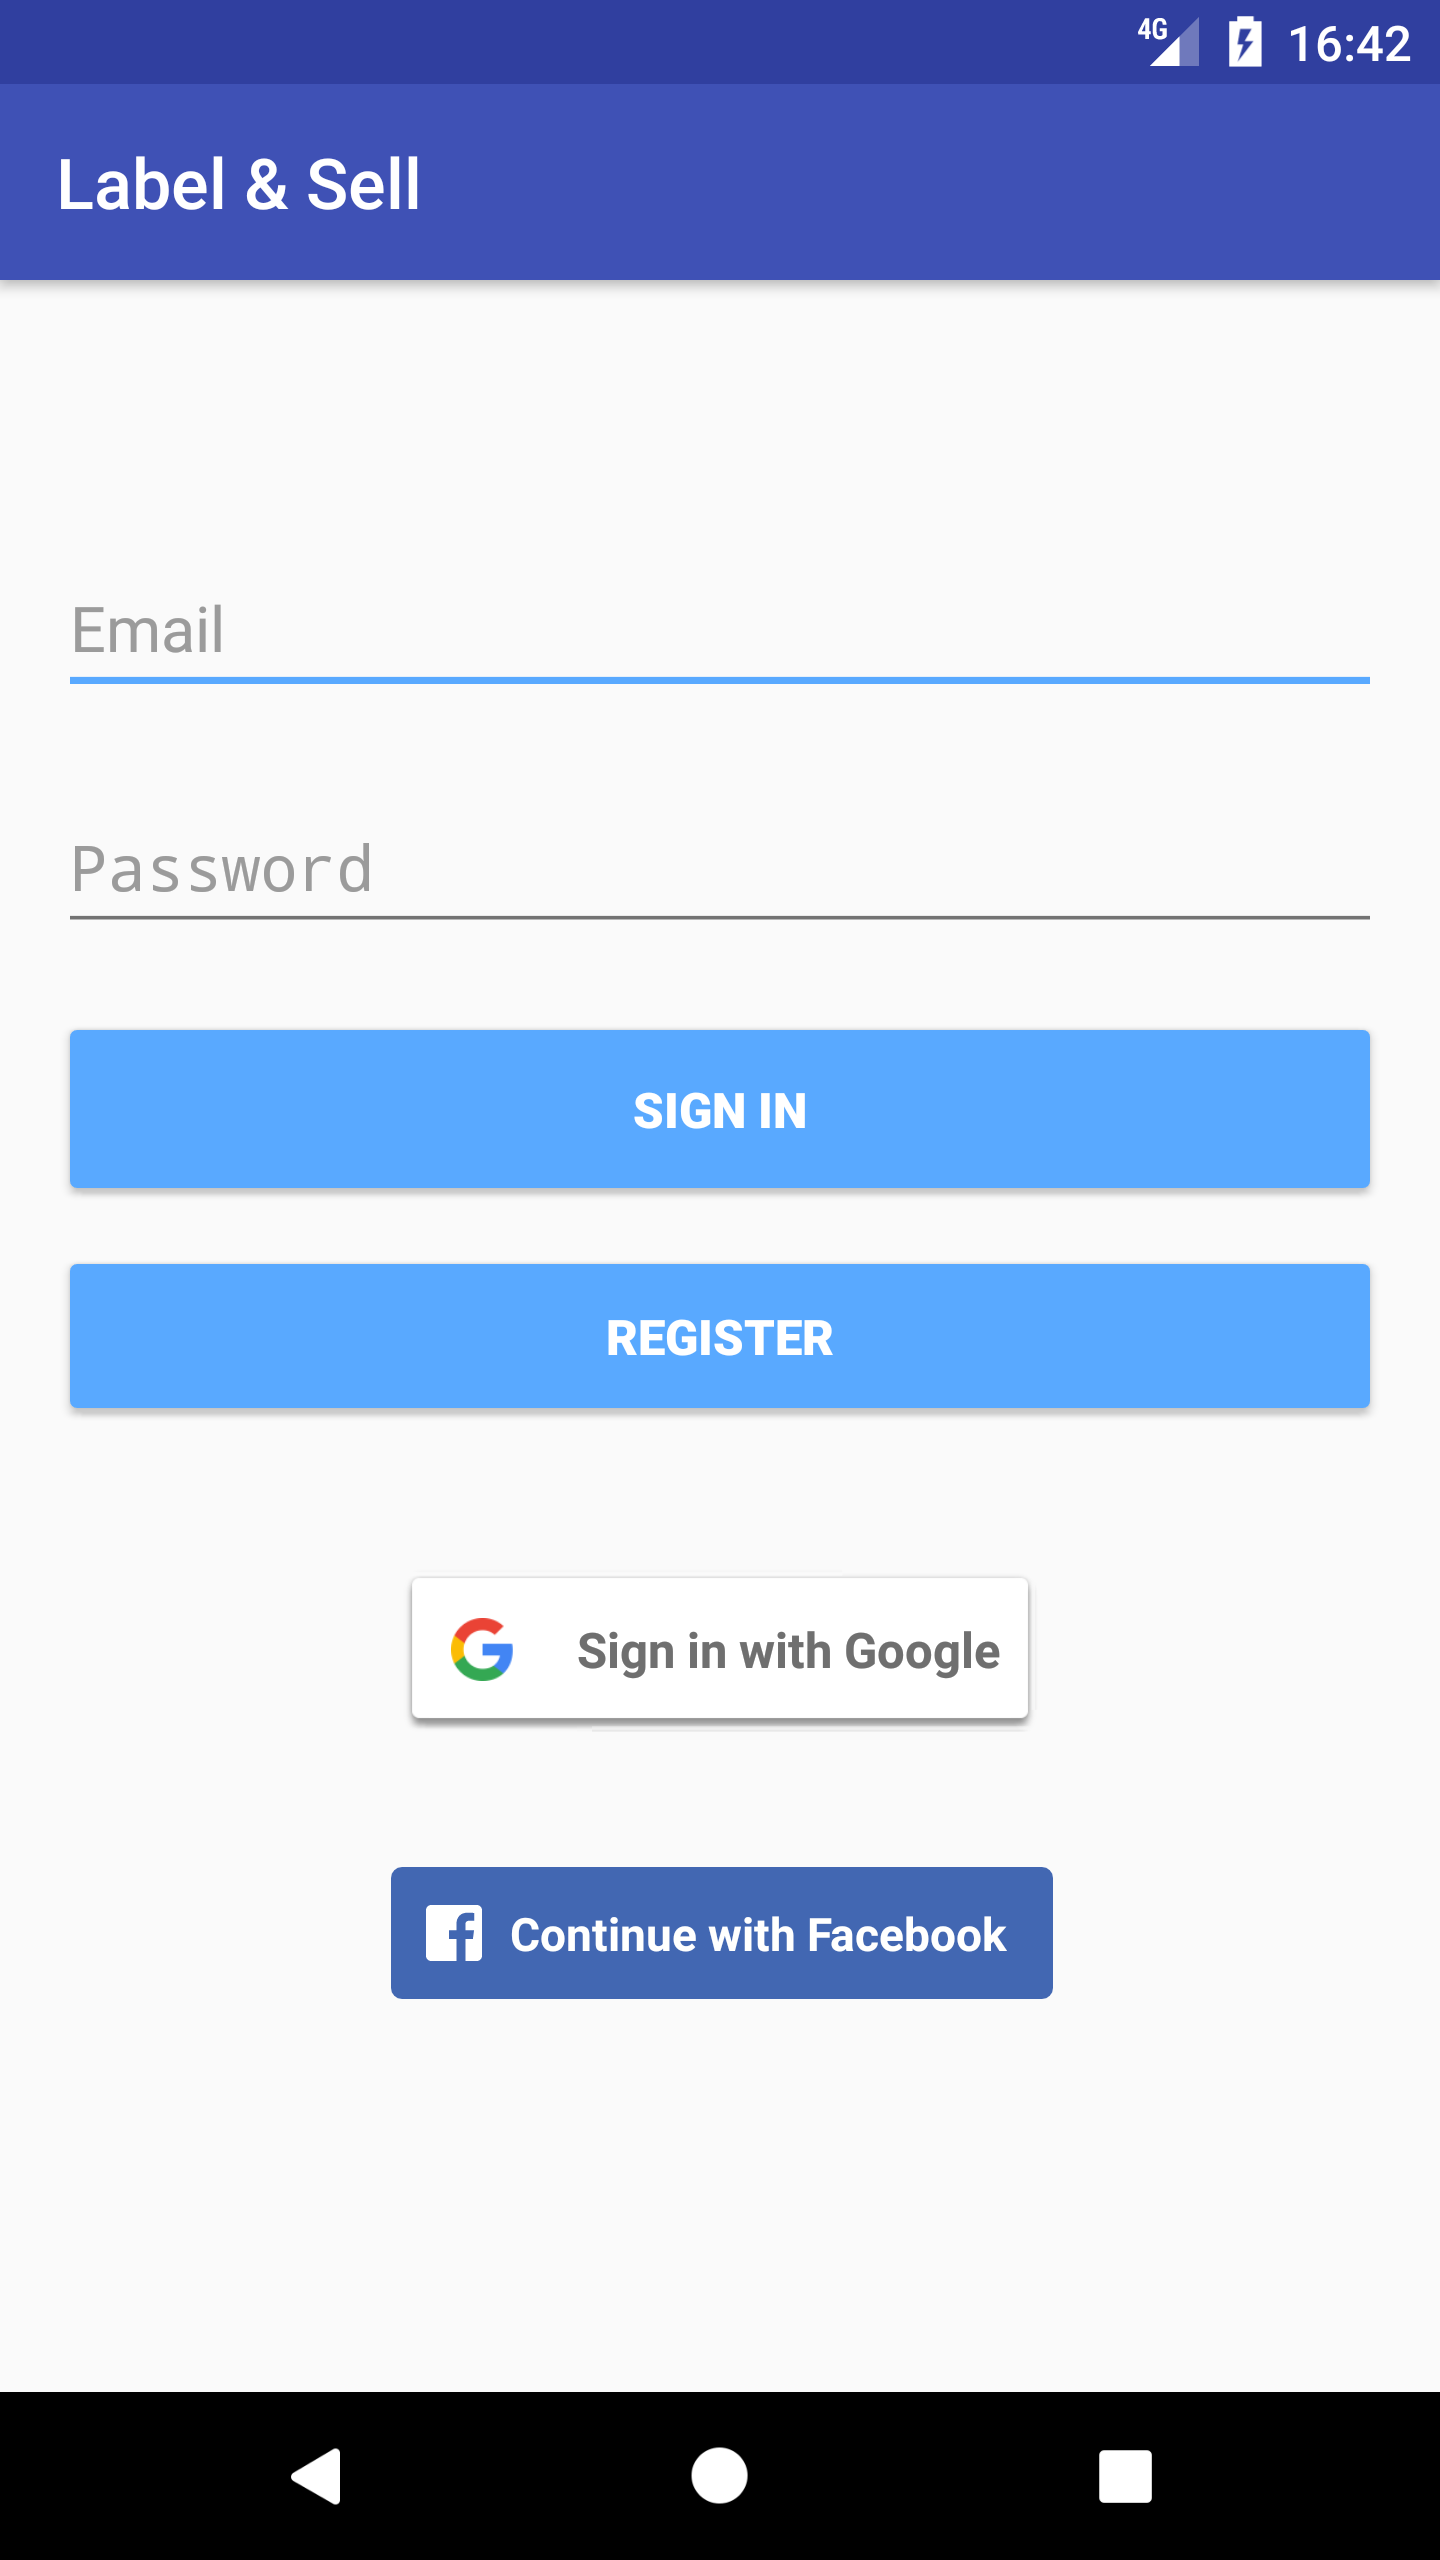 4G 16:42
Label & Sell
Email
Password
SIGN IN
REGISTER
Sign in with Google
Continue with Facebook